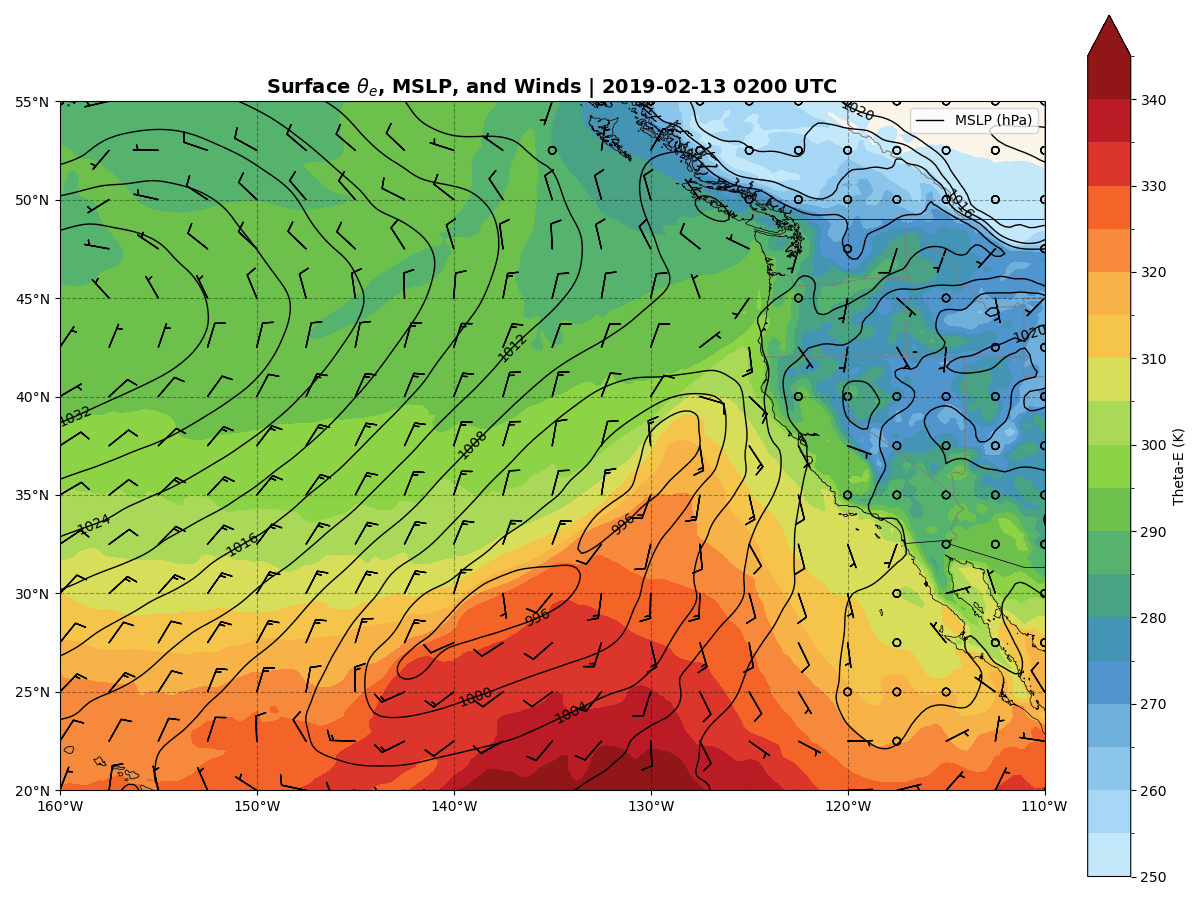 Surface θe, MSLP, and Winds | 2019-02-13 0200 UTC
MSLP (hPa)
55°N
50°N
45°N
40°N
35°N
30°N
25°N
20°N
160°W
150°W
140°W
130°W
120°W
110°W
1020
1016
1020
1012
1032
1008
1024
1016
996
996
1000
1004
340
330
320
310
300
290
280
270
260
250
Theta-E (K)